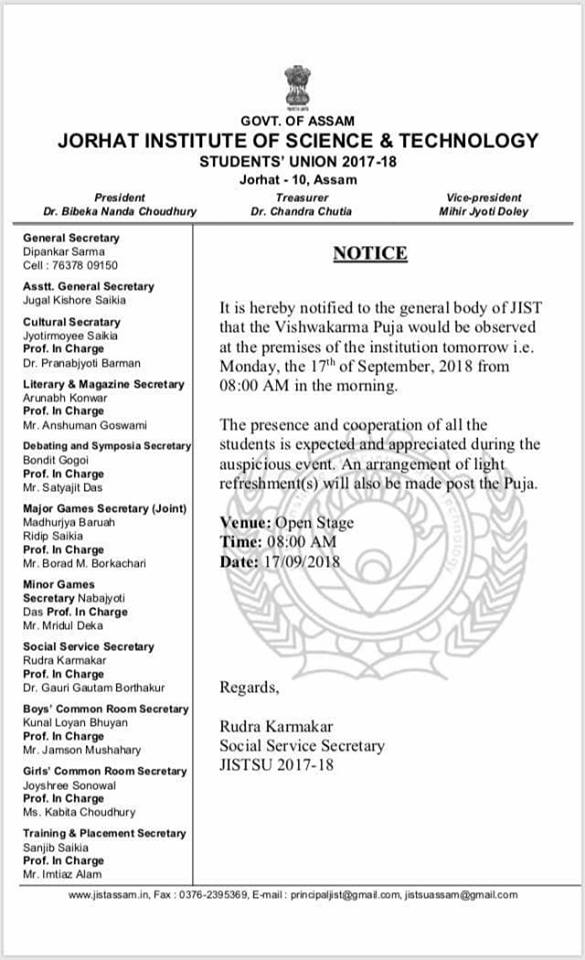 GOVT. OF ASSAM
JORHAT INSTITUTE OF SCIENCE & TECHNOLOGY
STUDENTS' UNION 2017-18
Jorhat - 10, Assam
President
Dr. Bibeka Nanda Choudhury
Treasurer
Dr. Chandra Chutia
Vice-president
Mihir Jyoti Doley
General Secretary
Dipankar Sarma
Cell : 76378 09150
Asstt. General Secretary
Jugal Kishore Saikia
Cultural Secratary
Jyotirmoyee Saikia
Prof. In Charge
Dr. Pranabjyoti Barman
Literary & Magazine Secretary
Arunabh Konwar
Prof. In Charge
Mr. Anshuman Goswami
Debating and Symposia Secretary
Bondit Gogoi
Prof. In Charge
Mr. Satyajit Das
Major Games Secretary (Joint)
Madhurjya Baruah
Ridip Saikia
Prof. In Charge
Mr. Borad M. Borkachari
Minor Games
Secretary Nabajyoti
Das Prof. In Charge
Mr. Mridul Deka
Social Service Secretary
Rudra Karmakar
Prof. In Charge
Dr. Gauri Gautam Borthakur
Boys' Common Room Secretary
Kunal Loyan Bhuyan
Prof. In Charge
Mr. Jamson Mushahary
Girls' Common Room Secretary
Joyshree Sonowal
Prof. In Charge
Ms. Kabita Choudhury
Training & Placement Secretary
Sanjib Saikia
Prof. In Charge
Mr. Imtiaz Alam
NOTICE
It is hereby notified to the general body of JIST
that the Vishwakarma Puja would be observed
at the premises of the institution tomorrow i.e.
Monday, the 17th of September, 2018 from
08:00 AM in the morning.
The presence and cooperation of all the
students is expected and appreciated during the
auspicious event. An arrangement of light
refreshment(s) will also be made post the Puja.
Venue: Open Stage
Time: 08:00 AM
Date: 17/09/2018
Regards,
Rudra Karmakar
Social Service Secretary
JISTSU 2017-18
www.jistassam.in, Fax : 0376-2395369, E-mail : principaljist@gmail.com, jistsuassam@gmail.com